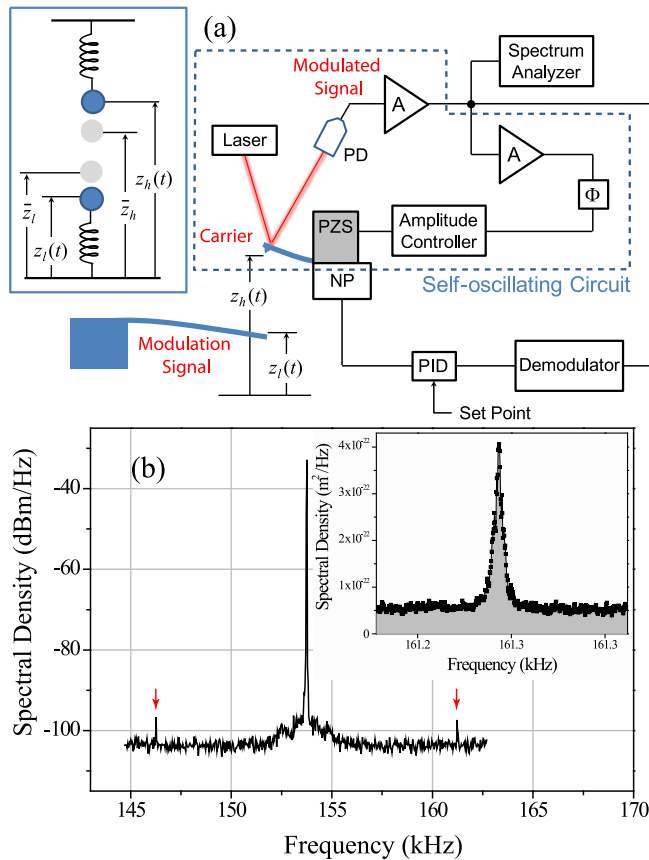 (a)
Modulated
Signal
Spectrum
Analyzer
A
Laser
PD
A
Φ
z_h(t)
z̄_l
z_l(t)
z̄_h
Carrier
PZS
Amplitude
Controller
NP
Self-oscillating Circuit
z_h(t)
Modulation
Signal
z_l(t)
PID
Demodulator
Set Point
(b)
Spectral Density (dBm/Hz)
-40
-60
-80
-100
145
150
155
160
165
170
Frequency (kHz)
Spectral Density (m²/Hz)
4x10⁻²²
3x10⁻²²
2x10⁻²²
1x10⁻²²
0
161.2
161.3
161.3
Frequency (kHz)